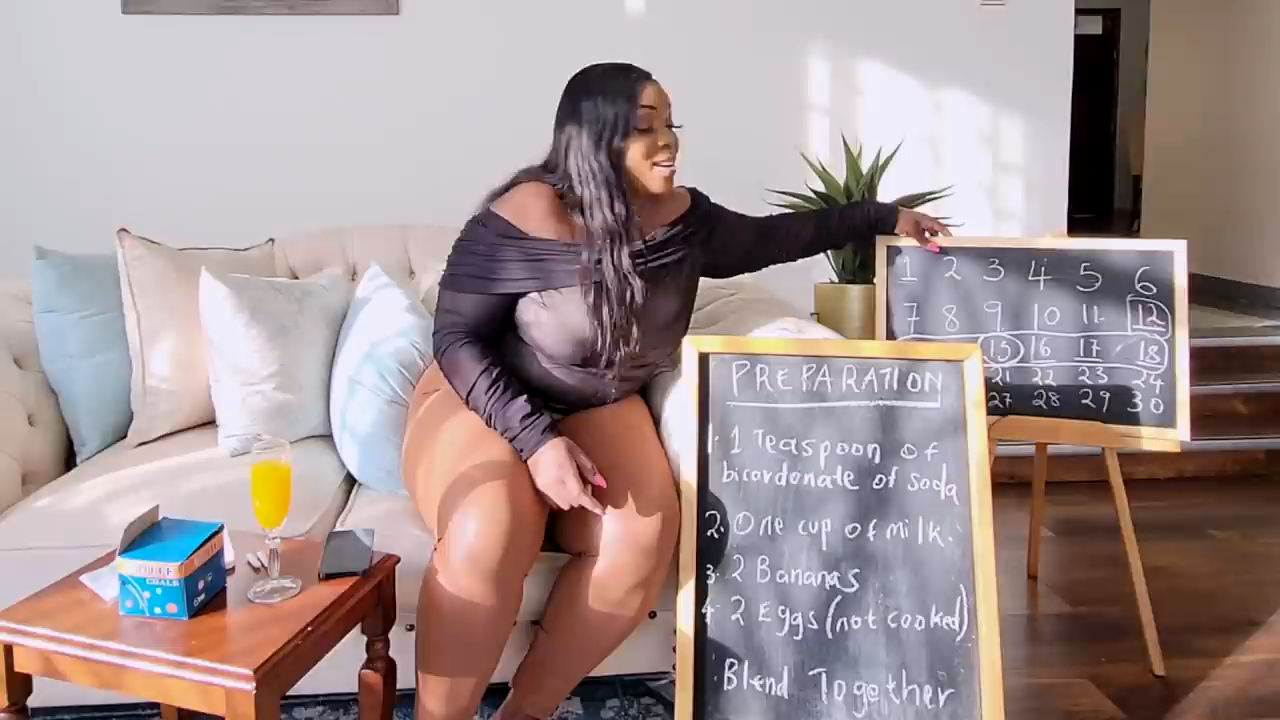 CHALK
1 2 3 4 5 6
7 8 9 10 11 12
15 16 17 18
21 22 23 24
27 28 29 30
PREPARATION
1. 1 Teaspoon of
bicardonate of soda
2. One cup of milk.
3. 2 Bananas
4. 2 Eggs (not cooked)
Blend Together